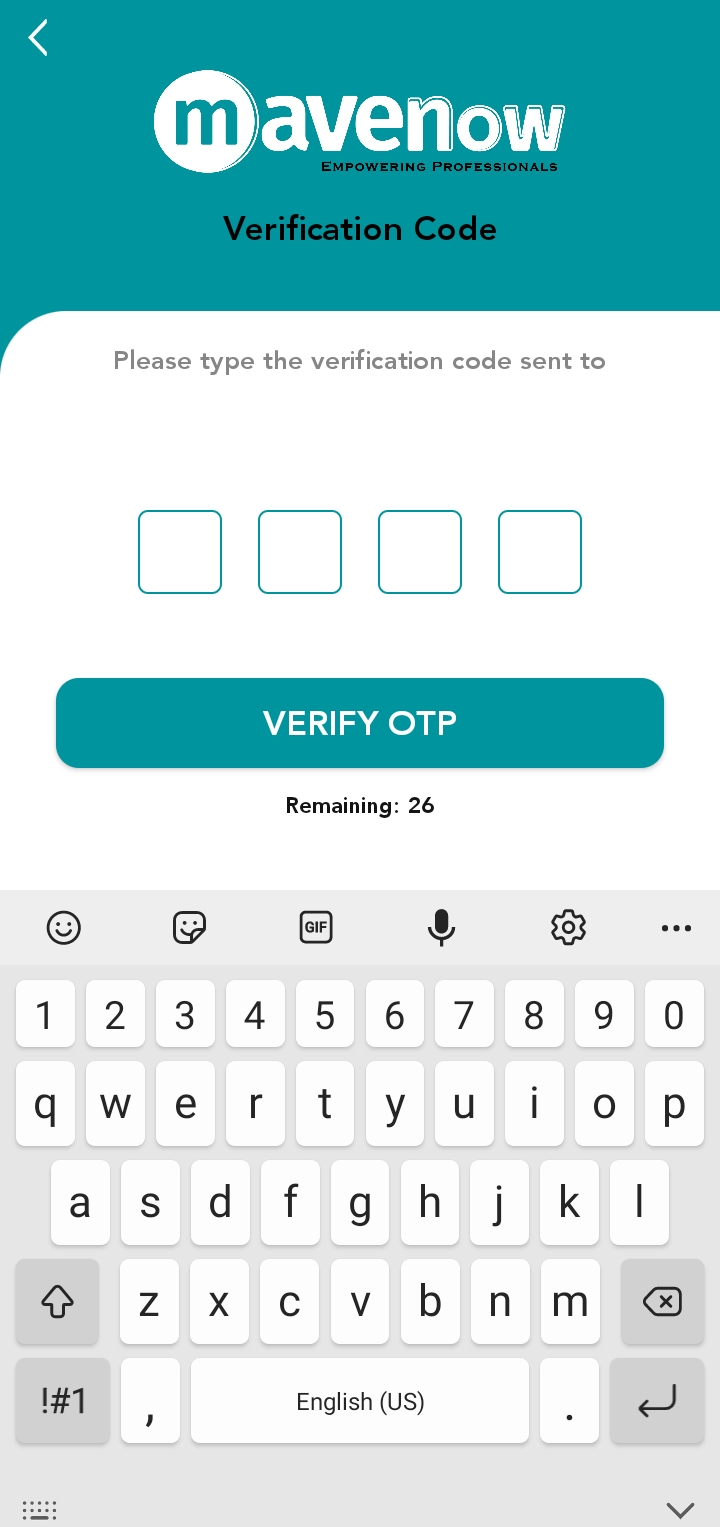 mavenow
EMPOWERING PROFESSIONALS
Verification Code
Please type the verification code sent to
VERIFY OTP
Remaining: 26
GIF
1 2 3 4 5 6 7 8 9 0
q w e r t y u i o p
a s d f g h j k l
z x c v b n m
!#1 , English (US) .